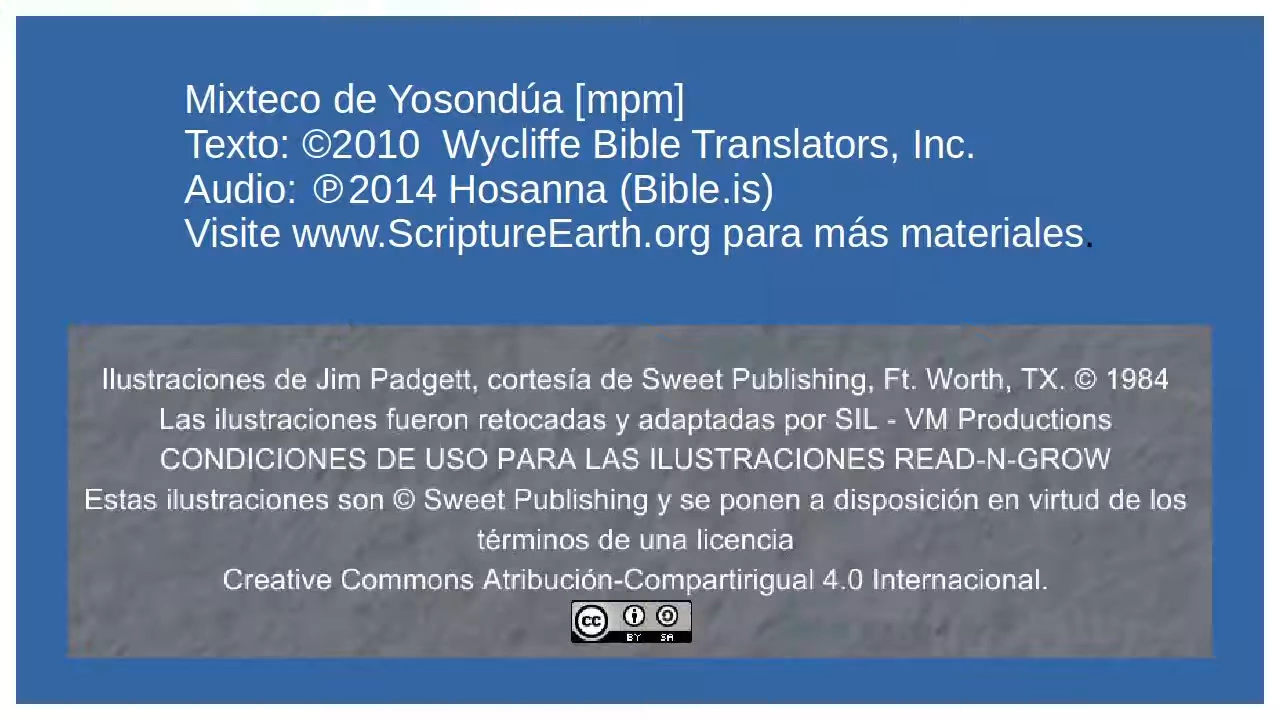 Mixteco de Yosondúa [mpm]
Texto: ©2010 Wycliffe Bible Translators, Inc.
Audio: ℗2014 Hosanna (Bible.is)
Visite www.ScriptureEarth.org para más materiales.
Ilustraciones de Jim Padgett, cortesía de Sweet Publishing, Ft. Worth, TX. © 1984
Las ilustraciones fueron retocadas y adaptadas por SIL - VM Productions
CONDICIONES DE USO PARA LAS ILUSTRACIONES READ-N-GROW
Estas ilustraciones son © Sweet Publishing y se ponen a disposición en virtud de los
términos de una licencia
Creative Commons Atribución-Compartirigual 4.0 Internacional.
cc BY SA